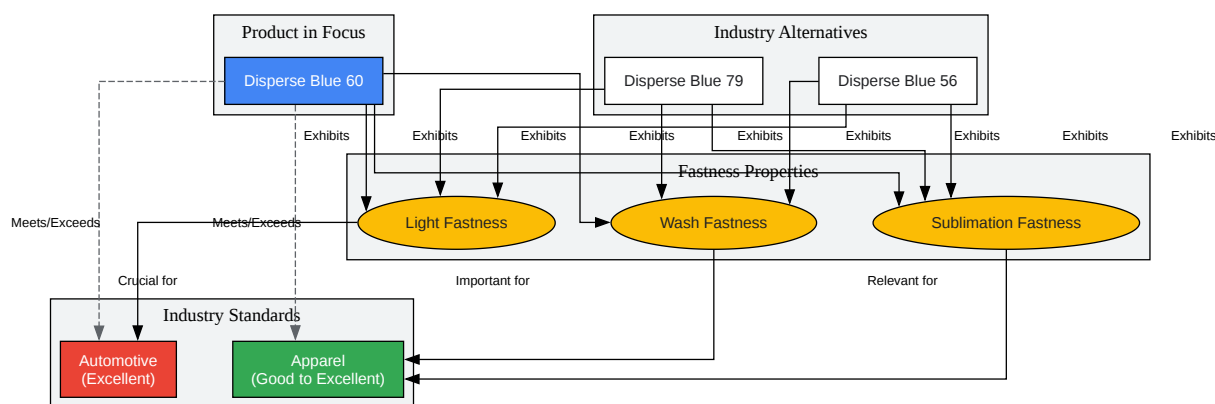 Product in Focus
Industry Alternatives
Disperse Blue 60
Disperse Blue 79
Disperse Blue 56
Exhibits
Exhibits
Exhibits
Exhibits
Exhibits
Exhibits
Exhibits
Exhibits
Exhibits
Fastness Properties
Meets/Exceeds
Meets/Exceeds
Light Fastness
Wash Fastness
Sublimation Fastness
Crucial for
Important for
Relevant for
Industry Standards
Automotive
(Excellent)
Apparel
(Good to Excellent)